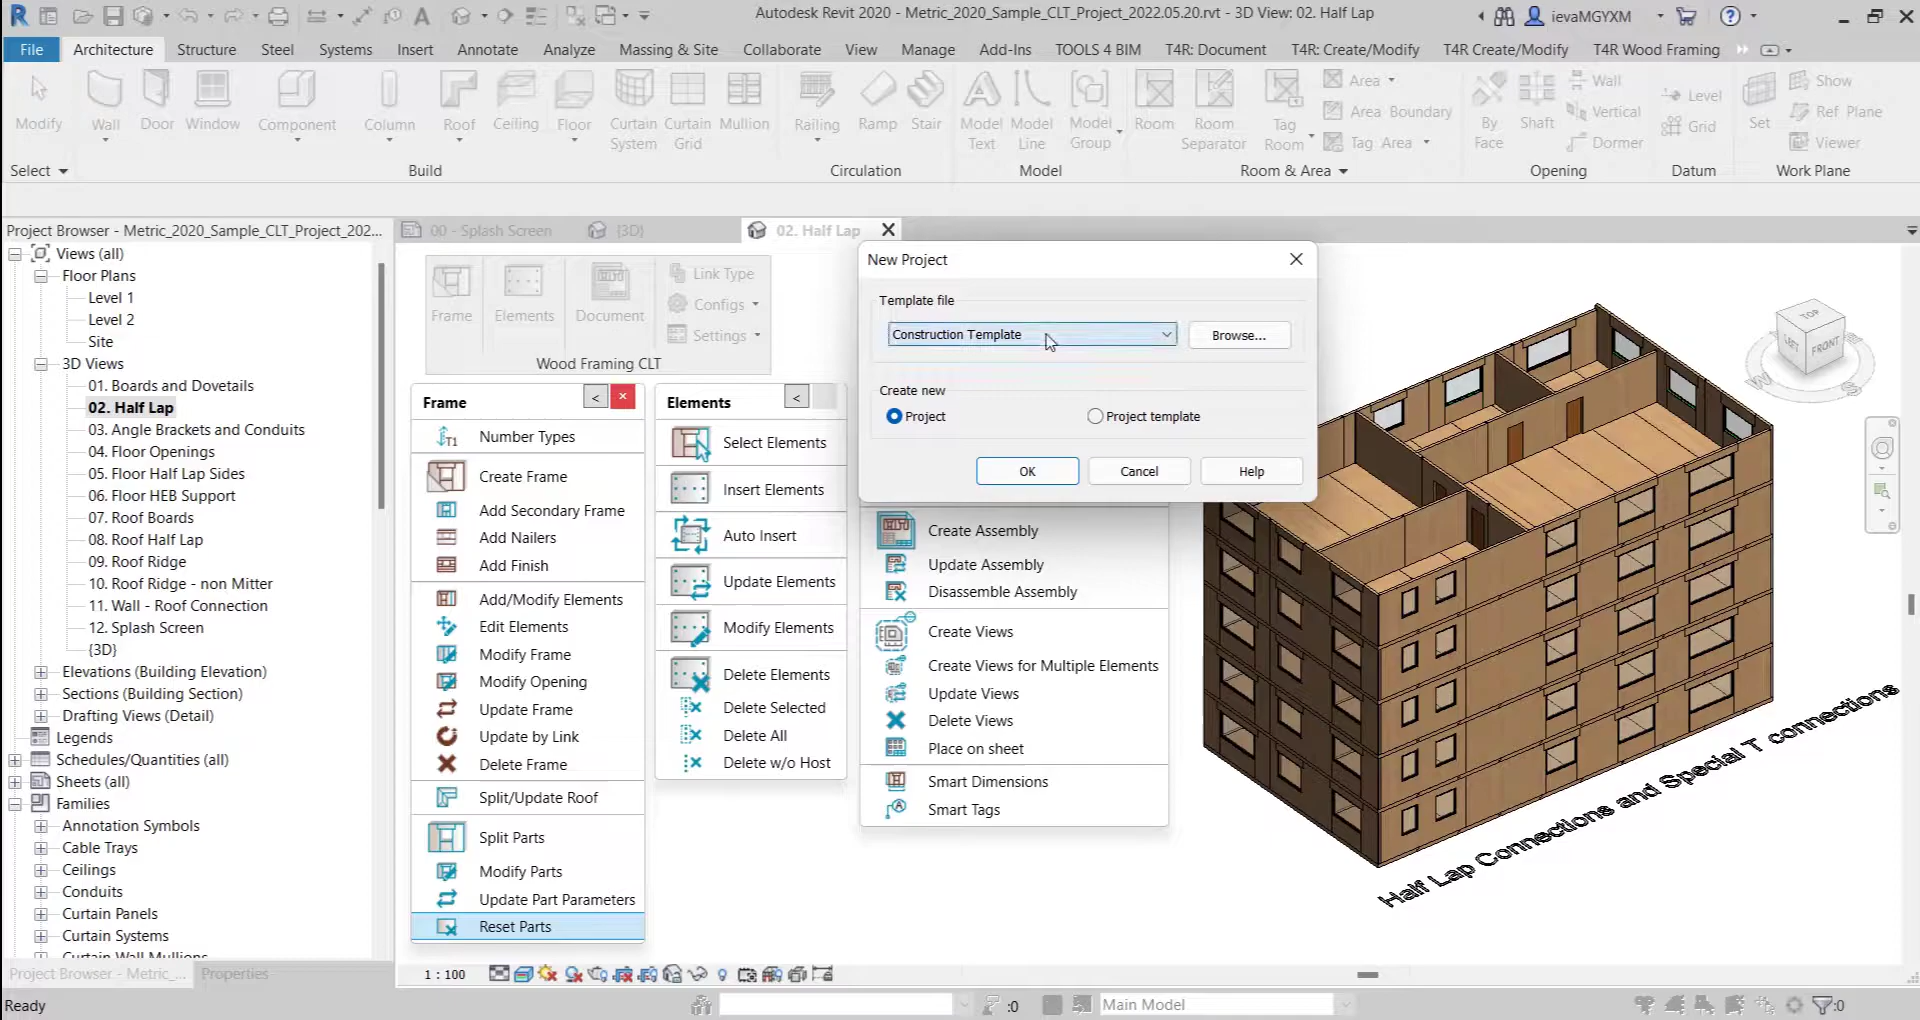 Autodesk Revit 2020 - Metric_2020_Sample_CLT_Project_2022.05.20.rvt - 3D View: 02. Half Lap
ievaMGYXM
File Architecture Structure Steel Systems Insert Annotate Analyze Massing & Site Collaborate View Manage Add-Ins TOOLS 4 BIM T4R: Document T4R: Create/Modify T4R Create/Modify T4R Wood Framing
Modify Wall Door Window Component Column Roof Ceiling Floor Curtain System Curtain Grid Mullion Railing Ramp Stair Model Text Model Line Model Group Room Room Separator Tag Room
Area
Area Boundary
Tag Area
By Face Shaft
Wall
Vertical
Dormer
Level
Grid
Set
Show
Ref Plane
Viewer
Select Build Circulation Model Room & Area Opening Datum Work Plane
Project Browser - Metric_2020_Sample_CLT_Project_202...
00 - Splash Screen {3D} 02. Half Lap
Views (all)
Floor Plans
Level 1
Level 2
Site
3D Views
01. Boards and Dovetails
02. Half Lap
03. Angle Brackets and Conduits
04. Floor Openings
05. Floor Half Lap Sides
06. Floor HEB Support
07. Roof Boards
08. Roof Half Lap
09. Roof Ridge
10. Roof Ridge - non Mitter
11. Wall - Roof Connection
12. Splash Screen
{3D}
Elevations (Building Elevation)
Sections (Building Section)
Drafting Views (Detail)
Legends
Schedules/Quantities (all)
Sheets (all)
Families
Annotation Symbols
Cable Trays
Ceilings
Conduits
Curtain Panels
Curtain Systems
Curtain Wall Mullions
Project Browser - Metric_... Properties
Ready
Frame Elements Document
Link Type
Configs
Settings
Wood Framing CLT
Frame
<
Number Types
Create Frame
Add Secondary Frame
Add Nailers
Add Finish
Add/Modify Elements
Edit Elements
Modify Frame
Modify Opening
Update Frame
Update by Link
Delete Frame
Split/Update Roof
Split Parts
Modify Parts
Update Part Parameters
Reset Parts
Elements
<
Select Elements
Insert Elements
Auto Insert
Update Elements
Modify Elements
Delete Elements
Delete Selected
Delete All
Delete w/o Host
New Project
Template file
Construction Template
Browse...
Create new
Project
Project template
OK Cancel Help
Create Assembly
Update Assembly
Disassemble Assembly
Create Views
Create Views for Multiple Elements
Update Views
Delete Views
Place on sheet
Smart Dimensions
Smart Tags
TOP
LEFT FRONT
W S
Half Lap Connections and Special T connections
1 : 100
:0
Main Model
:0